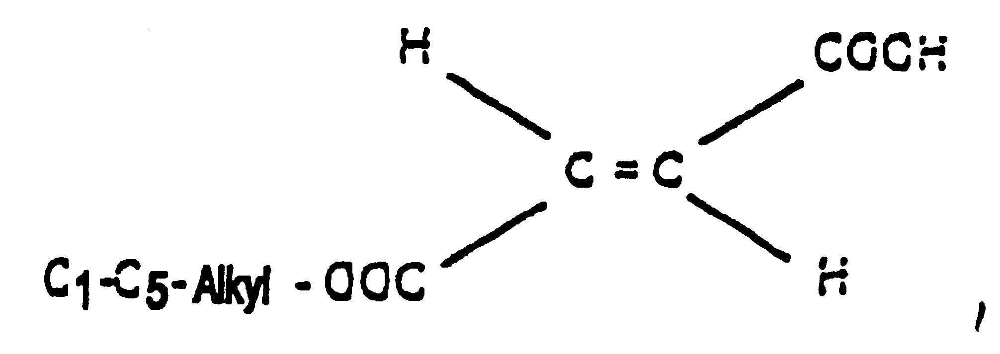 H COOH
C = C
C1-C5-Alkyl - OOC H ,